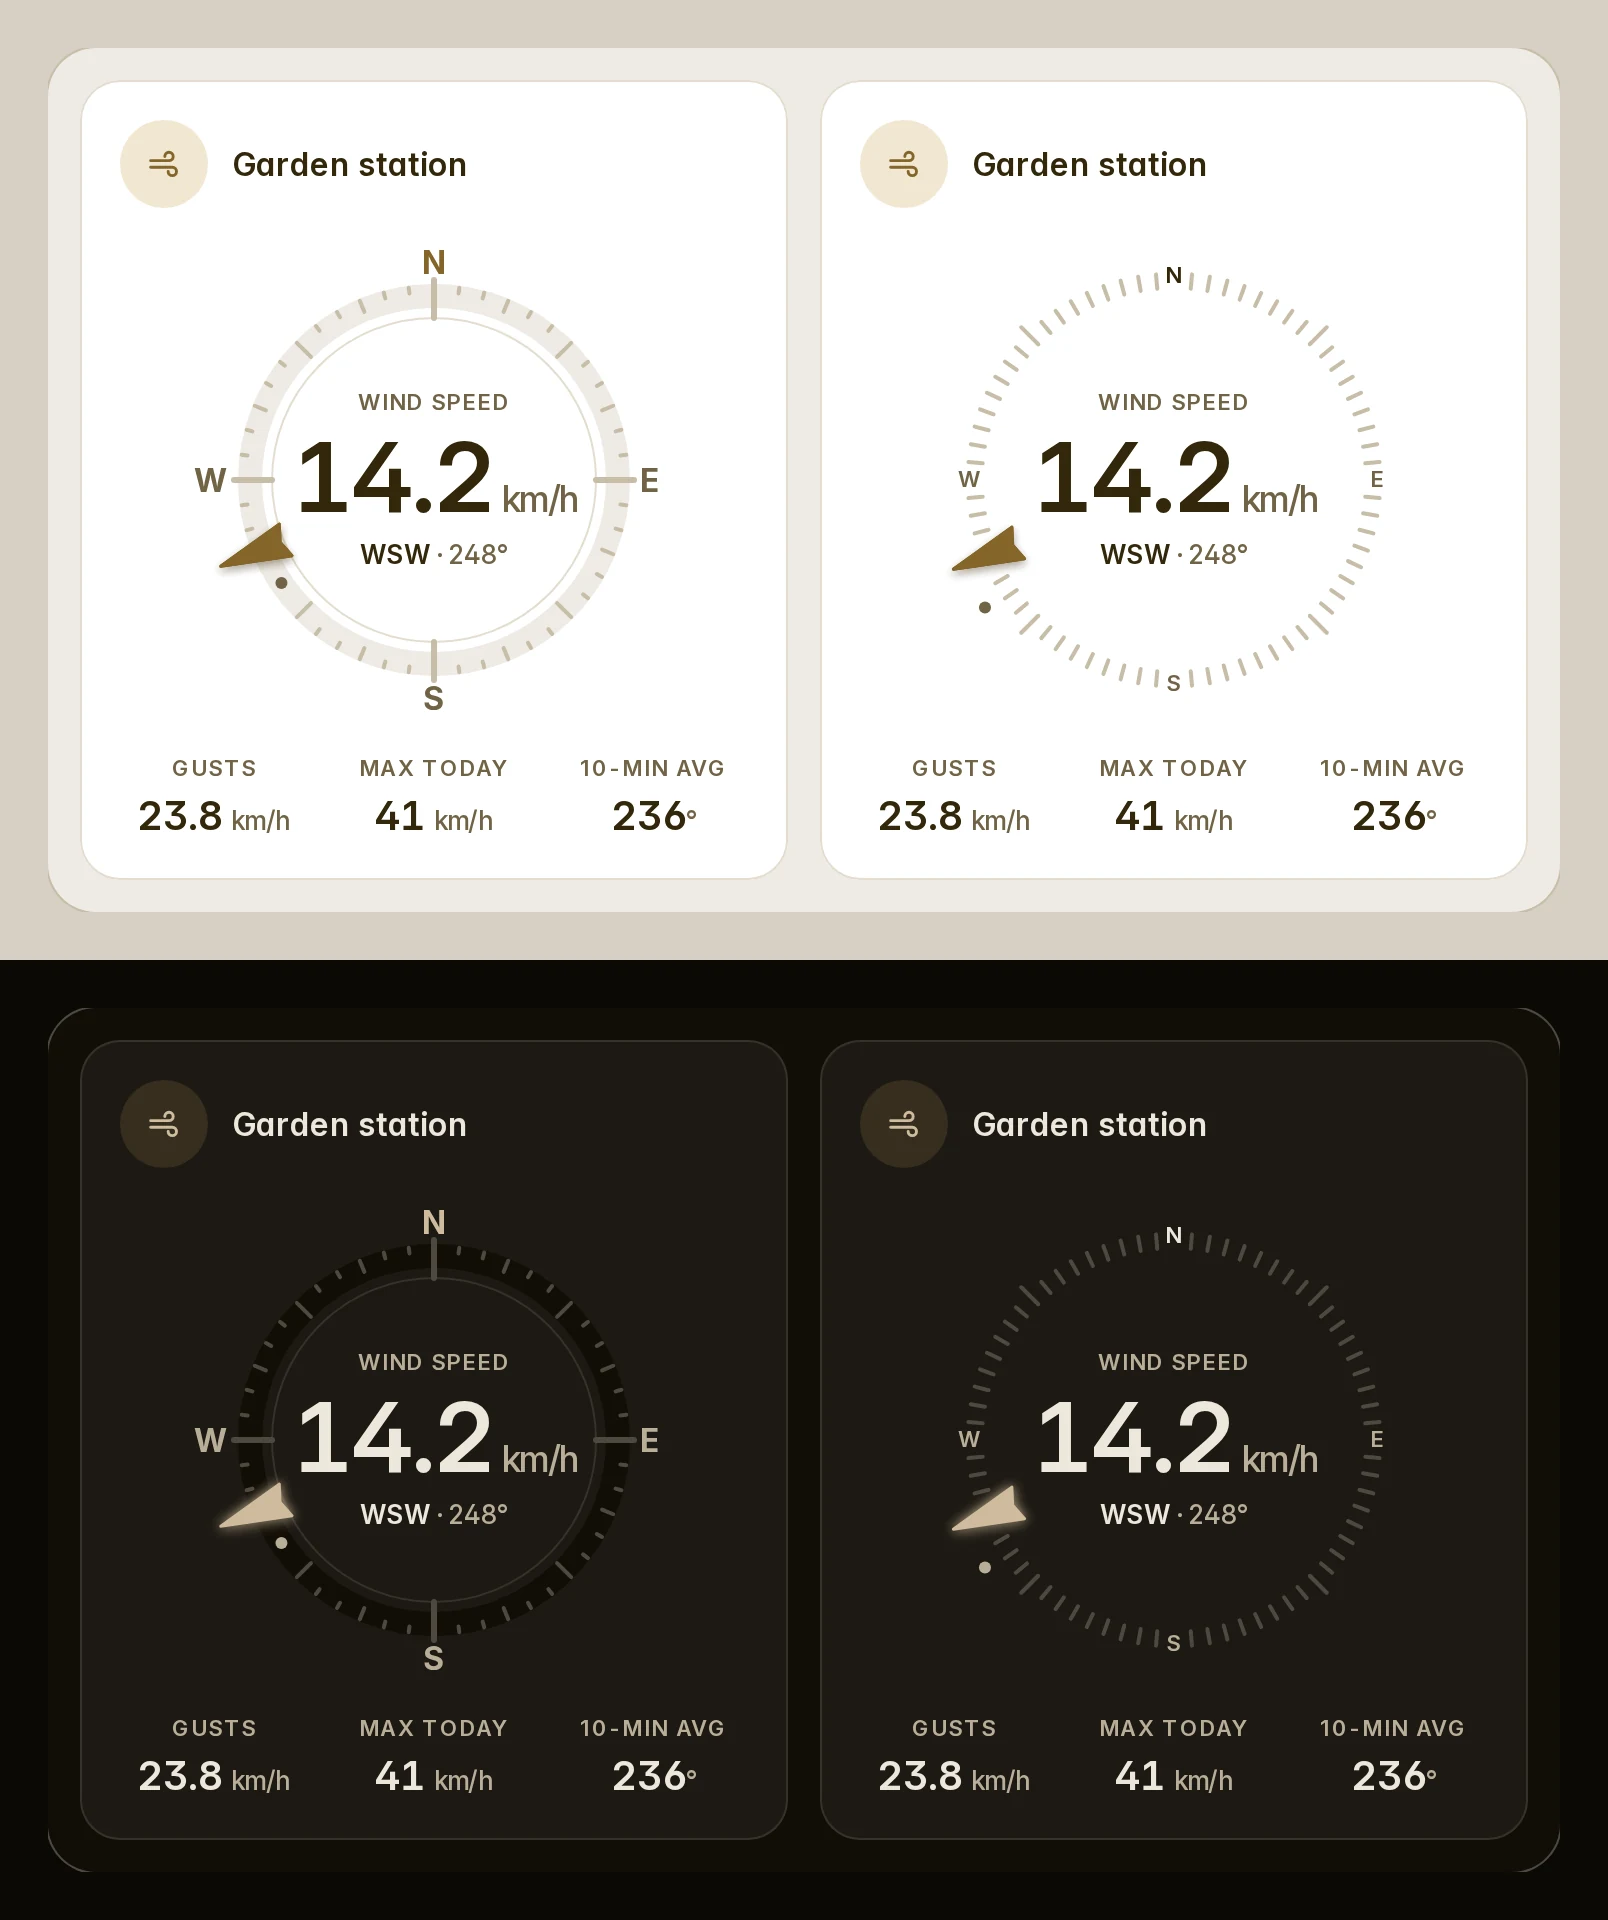 Garden station
N
WIND SPEED
W
14.2 km/h
E
WSW · 248°
S
GUSTS MAX TODAY 10-MIN AVG
23.8 km/h 41 km/h 236°
Garden station
N
WIND SPEED
W
14.2 km/h
E
WSW · 248°
S
GUSTS MAX TODAY 10-MIN AVG
23.8 km/h 41 km/h 236°
Garden station
N
WIND SPEED
W
14.2 km/h
E
WSW · 248°
S
GUSTS MAX TODAY 10-MIN AVG
23.8 km/h 41 km/h 236°
Garden station
N
WIND SPEED
W
14.2 km/h
E
WSW · 248°
S
GUSTS MAX TODAY 10-MIN AVG
23.8 km/h 41 km/h 236°